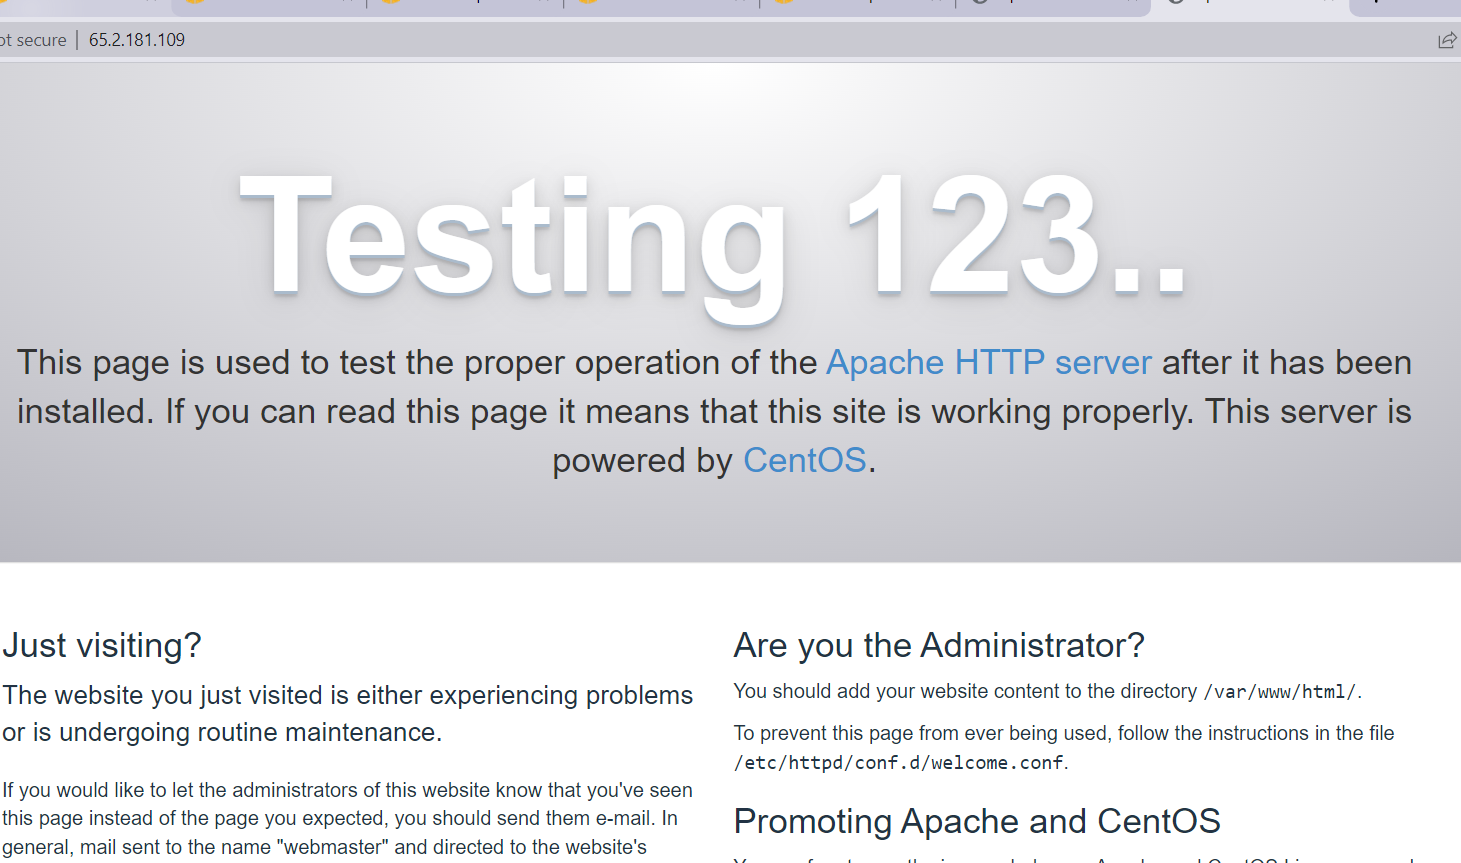 ot secure | 65.2.181.109
Testing 123..
This page is used to test the proper operation of the Apache HTTP server after it has been
installed. If you can read this page it means that this site is working properly. This server is
powered by CentOS.
Just visiting?
The website you just visited is either experiencing problems
or is undergoing routine maintenance.
If you would like to let the administrators of this website know that you've seen
this page instead of the page you expected, you should send them e-mail. In
general, mail sent to the name "webmaster" and directed to the website's
Are you the Administrator?
You should add your website content to the directory /var/www/html/.
To prevent this page from ever being used, follow the instructions in the file
/etc/httpd/conf.d/welcome.conf.
Promoting Apache and CentOS